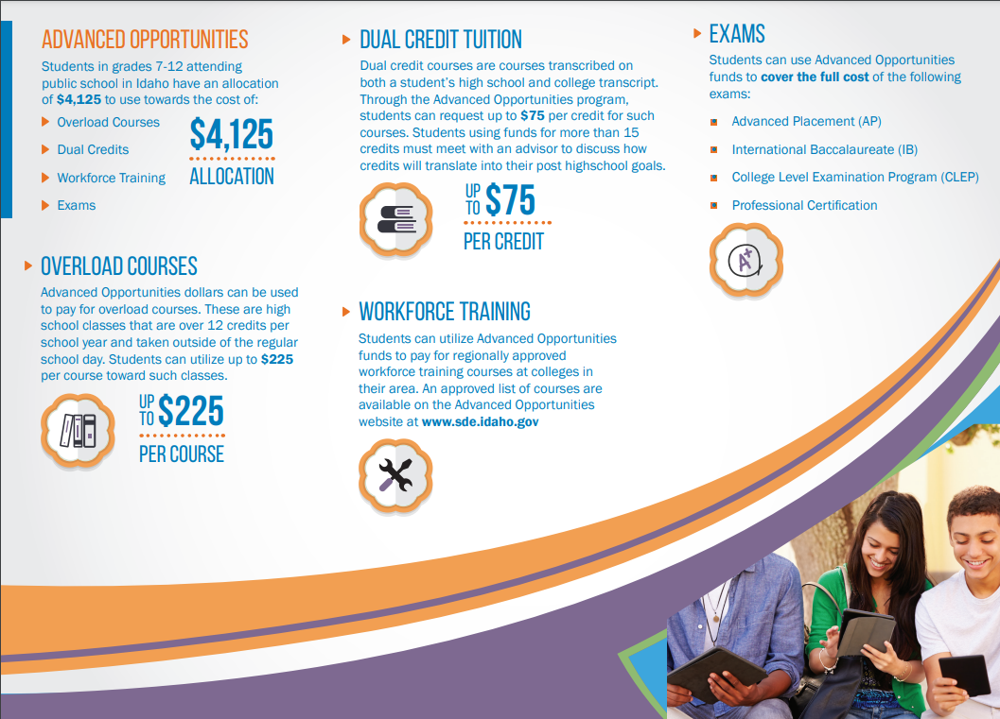 ADVANCED OPPORTUNITIES
Students in grades 7-12 attending
public school in Idaho have an allocation
of $4,125 to use towards the cost of:
Overload Courses
Dual Credits
Workforce Training
Exams
$4,125
ALLOCATION
OVERLOAD COURSES
Advanced Opportunities dollars can be used
to pay for overload courses. These are high
school classes that are over 12 credits per
school year and taken outside of the regular
school day. Students can utilize up to $225
per course toward such classes.
UP
TO $225
PER COURSE
DUAL CREDIT TUITION
Dual credit courses are courses transcribed on
both a student's high school and college transcript.
Through the Advanced Opportunities program,
students can request up to $75 per credit for such
courses. Students using funds for more than 15
credits must meet with an advisor to discuss how
credits will translate into their post highschool goals.
UP
TO $75
PER CREDIT
WORKFORCE TRAINING
Students can utilize Advanced Opportunities
funds to pay for regionally approved
workforce training courses at colleges in
their area. An approved list of courses are
available on the Advanced Opportunities
website at www.sde.idaho.gov
EXAMS
Students can use Advanced Opportunities
funds to cover the full cost of the following
exams:
Advanced Placement (AP)
International Baccalaureate (IB)
College Level Examination Program (CLEP)
Professional Certification
A+